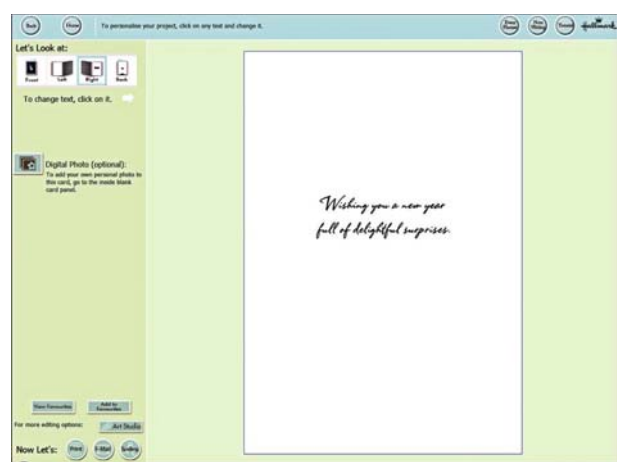 Back
Home
To personalise your project, click on any text and change it.
Hallmark
Let's Look at:
Front
Left
Right
Back
To change text, click on it.
Digital Photo (optional):
To add your own personal photo to
this card, go to the inside blank
card panel.
Wishing you a new year
full of delightful surprises.
View Favourites
Add to
Favourites
For more editing options:
Art Studio
Now Let's:
Print
E-Mail